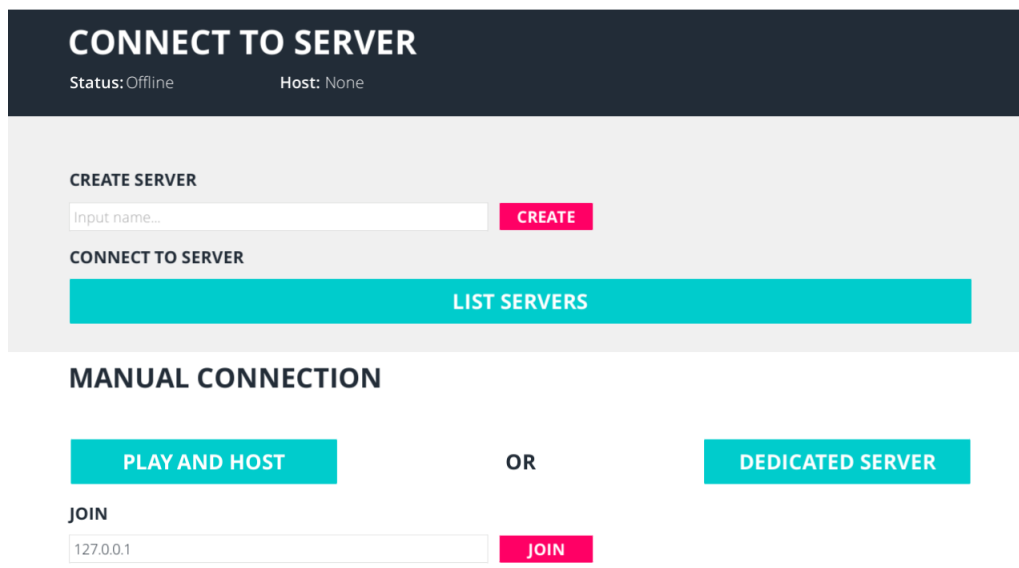 CONNECT TO SERVER
Status: Offline Host: None
CREATE SERVER
Input name... CREATE
CONNECT TO SERVER
LIST SERVERS
MANUAL CONNECTION
PLAY AND HOST OR DEDICATED SERVER
JOIN
127.0.0.1 JOIN